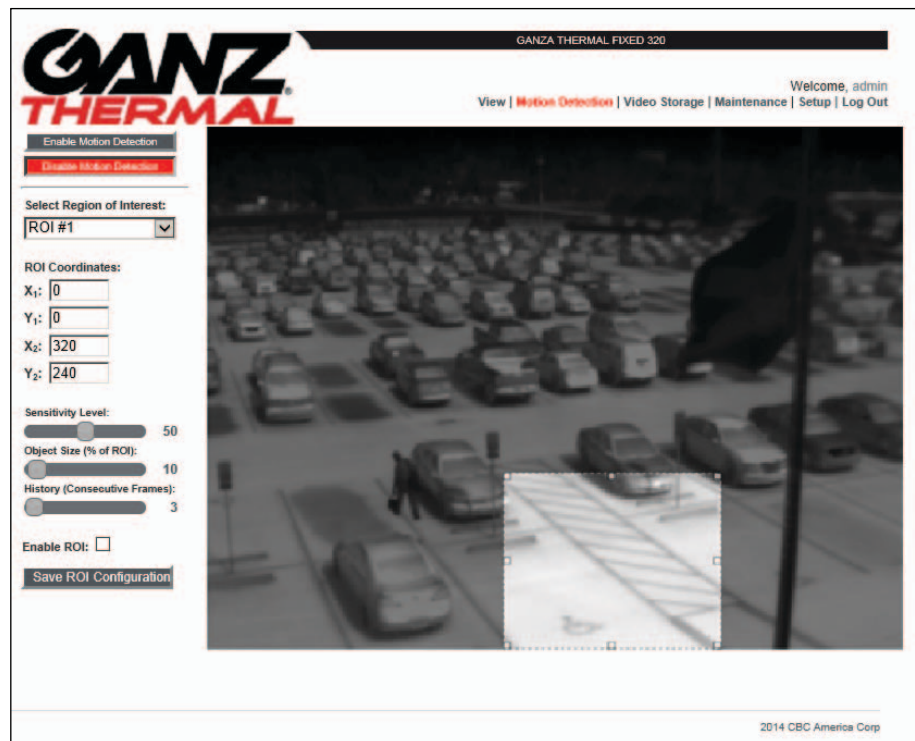 GANZ
THERMAL
GANZA THERMAL FIXED 320
Welcome, admin
View | Motion Detection | Video Storage | Maintenance | Setup | Log Out
Enable Motion Detection
Disable Motion Detection
Select Region of Interest:
ROI #1
ROI Coordinates:
X1: 0
Y1: 0
X2: 320
Y2: 240
Sensitivity Level:
50
Object Size (% of ROI):
10
History (Consecutive Frames):
3
Enable ROI:
Save ROI Configuration
2014 CBC America Corp